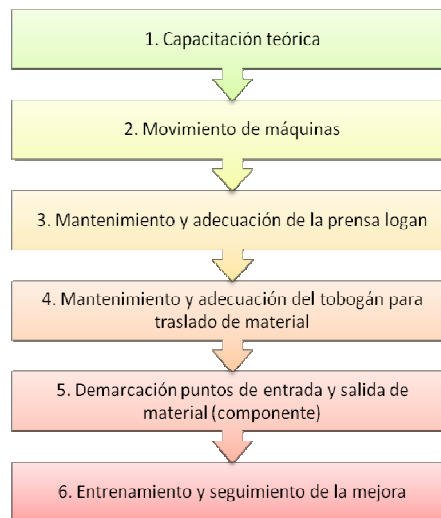 1. Capacitación teórica
2. Movimiento de máquinas
3. Mantenimiento y adecuación de la prensa logan
4. Mantenimiento y adecuación del tobogán para
traslado de material
5. Demarcación puntos de entrada y salida de
material (componente)
6. Entrenamiento y seguimiento de la mejora